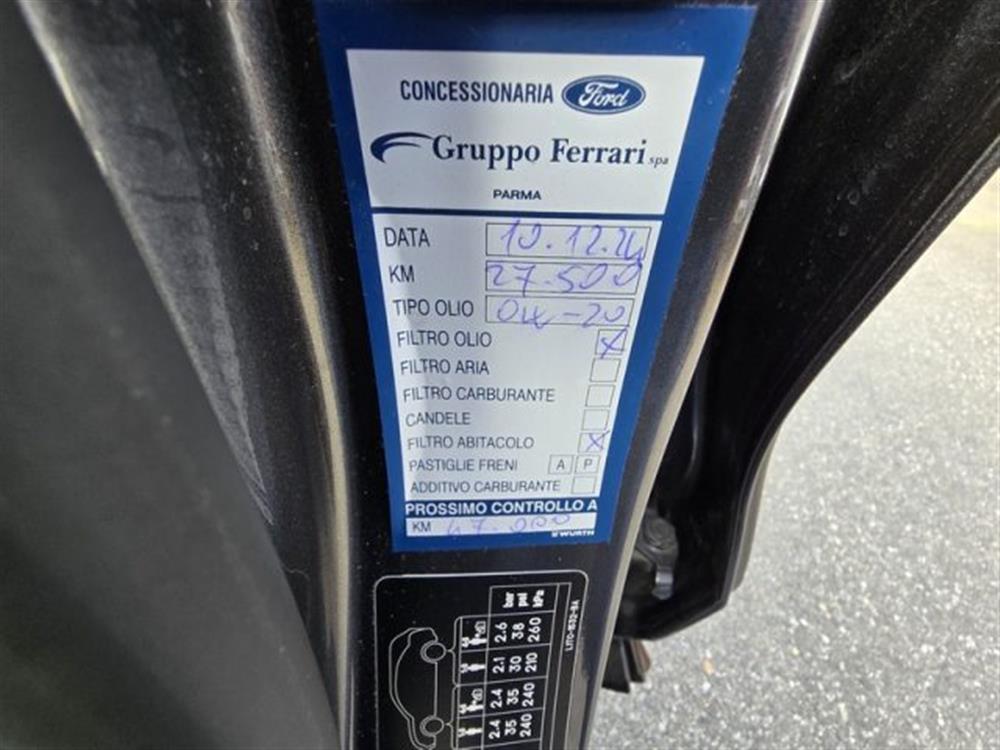 CONCESSIONARIA Ford
Gruppo Ferrari spa
PARMA
DATA 10.12.24
KM 27.500
TIPO OLIO 0W-20
FILTRO OLIO X
FILTRO ARIA
FILTRO CARBURANTE
CANDELE
FILTRO ABITACOLO X
PASTIGLIE FRENI A P
ADDITIVO CARBURANTE
PROSSIMO CONTROLLO A
KM 47.000
WÜRTH
bar psi kPa
2.6 38 260
2.1 30 210
2.4 35 240
2.4 35 240